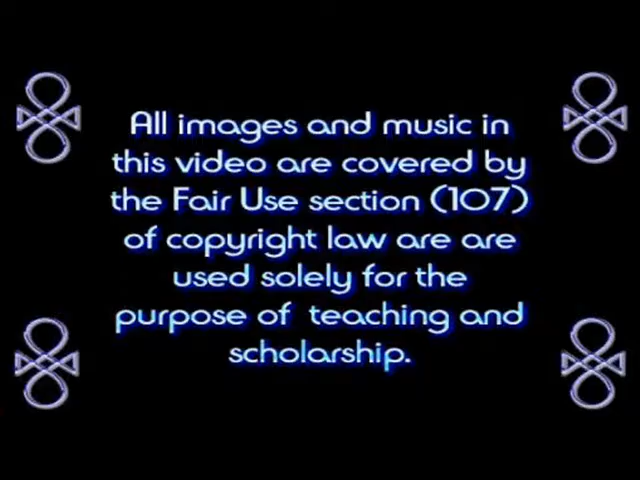 All images and music in
this video are covered by
the Fair Use section (107)
of copyright law are are
used solely for the
purpose of teaching and
scholarship.